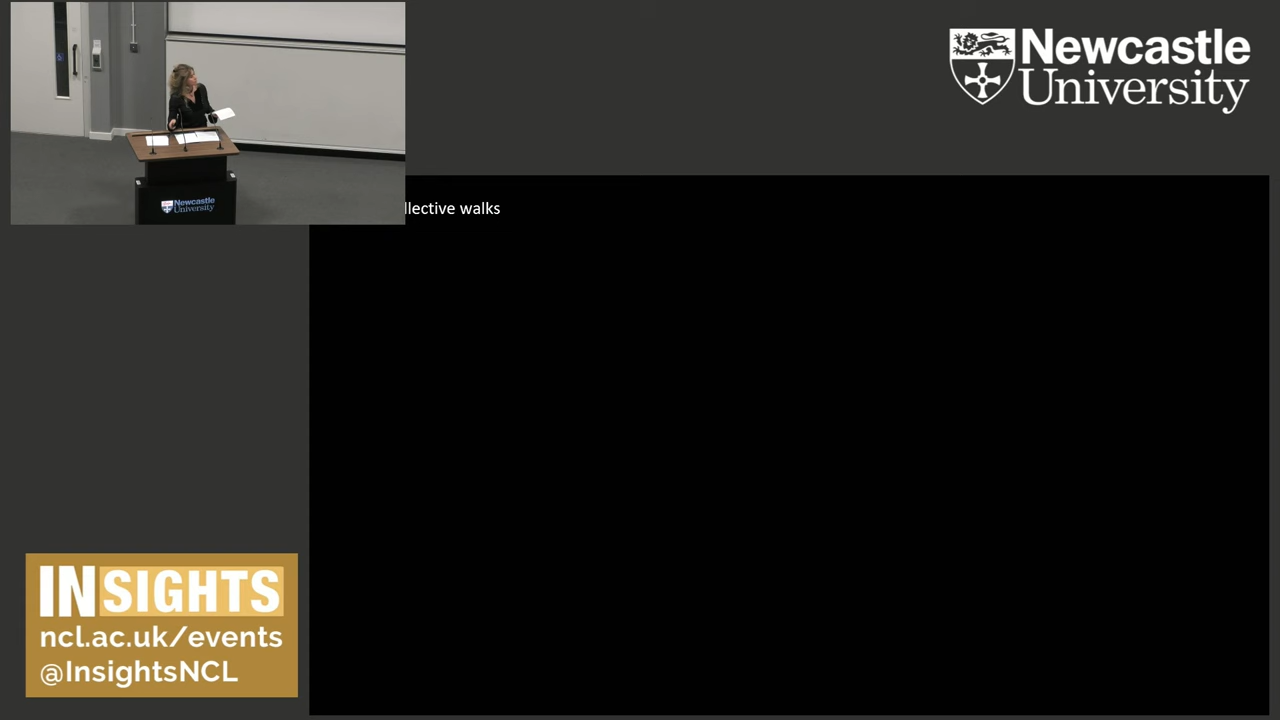 Newcastle
University
llective walks
Newcastle
University
INSIGHTS
ncl.ac.uk/events
@InsightsNCL